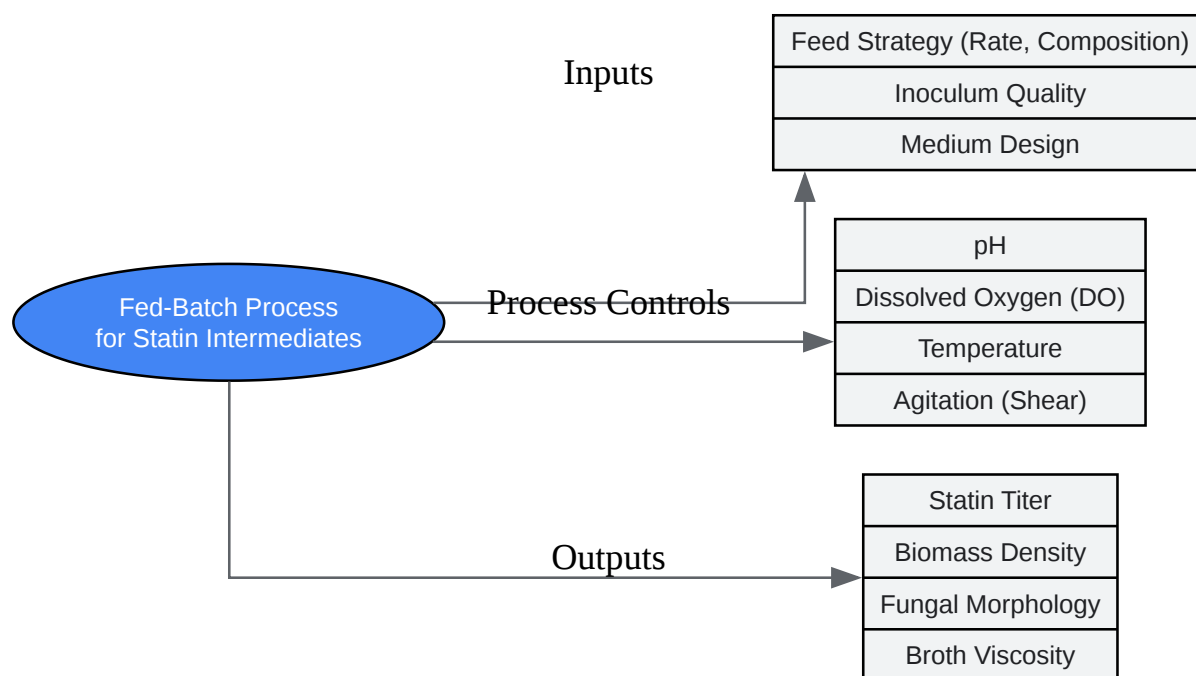 Inputs
Feed Strategy (Rate, Composition)
Inoculum Quality
Medium Design
Fed-Batch Process
for Statin Intermediates
Process Controls
pH
Dissolved Oxygen (DO)
Temperature
Agitation (Shear)
Outputs
Statin Titer
Biomass Density
Fungal Morphology
Broth Viscosity